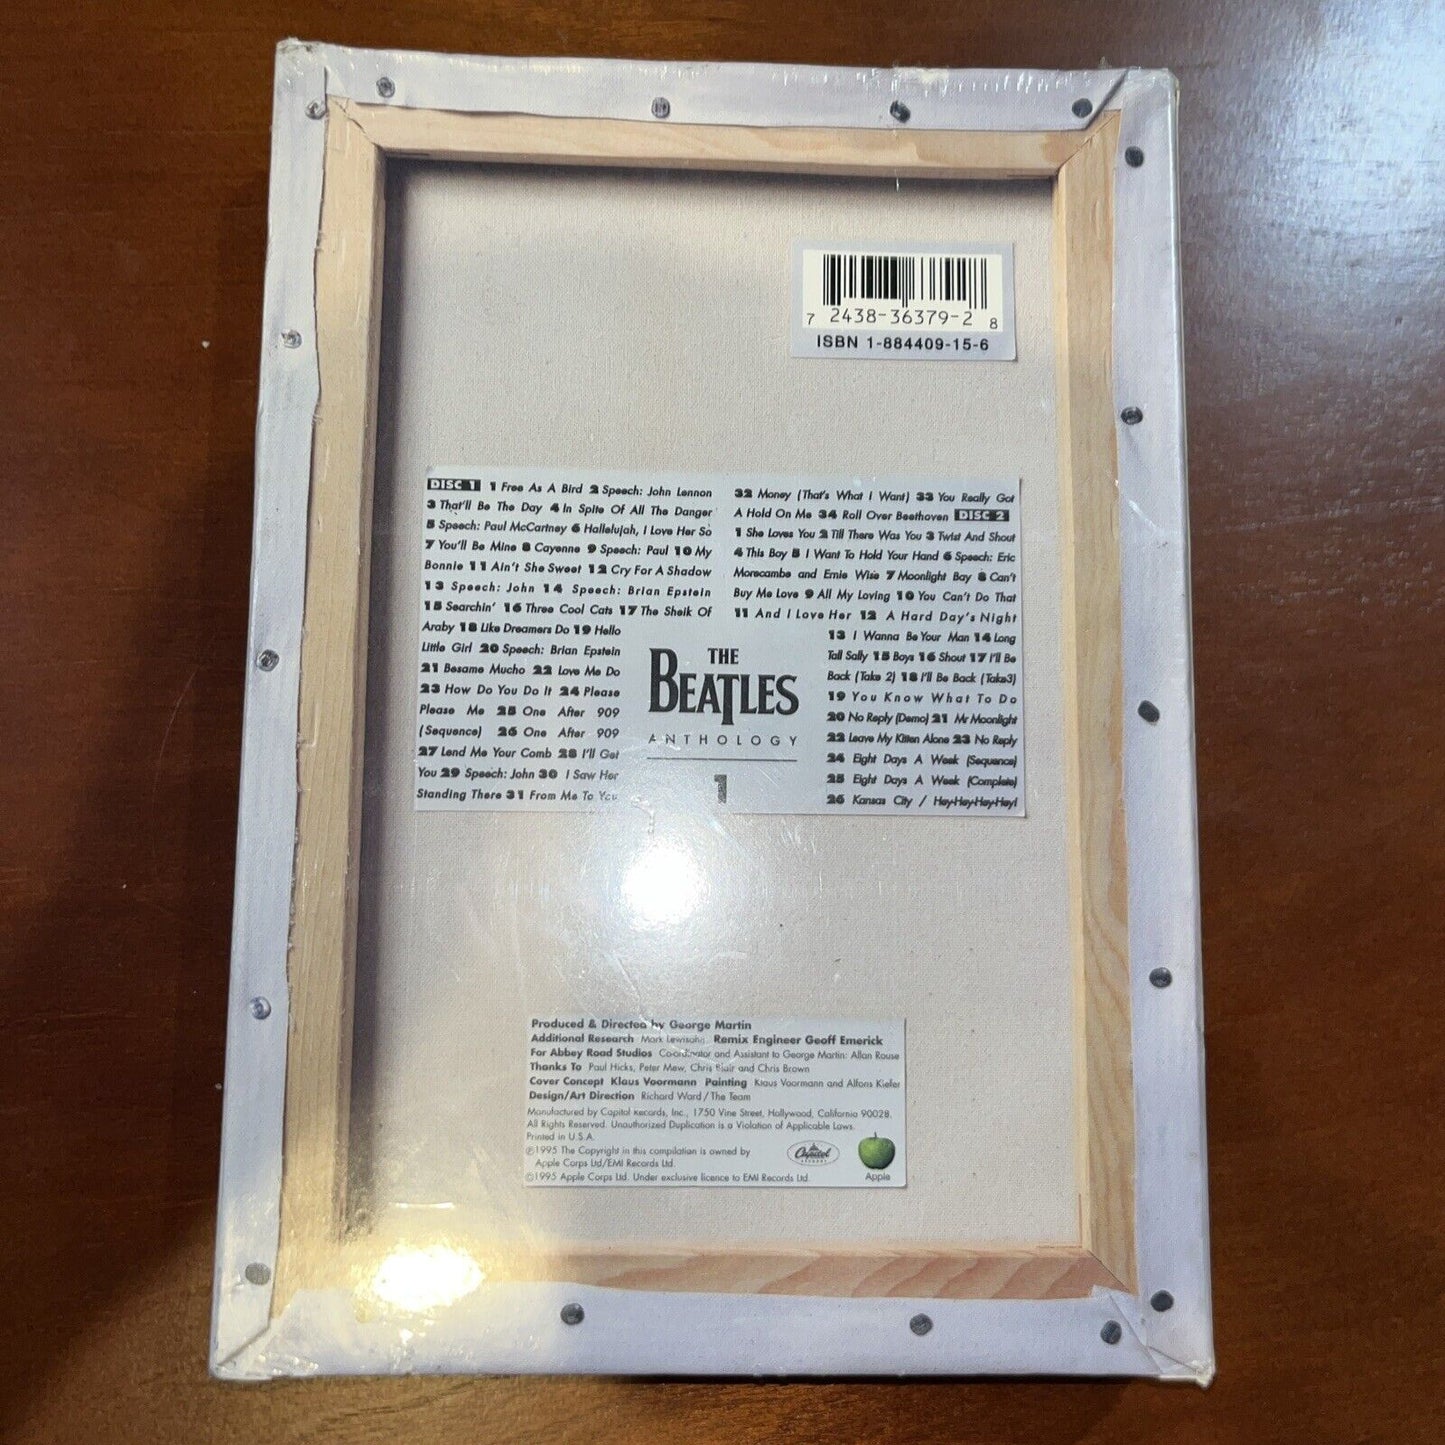 7 2438-36379-2 8
ISBN 1-884409-15-6
DISC 1 1 Free As A Bird 2 Speech: John Lennon
3 That'll Be The Day 4 In Spite Of All The Danger
5 Speech: Paul McCartney 6 Hallelujah, I Love Her So
7 You'll Be Mine 8 Cayenne 9 Speech: Paul 10 My
Bonnie 11 Ain't She Sweet 12 Cry For A Shadow
13 Speech: John 14 Speech: Brian Epstein
15 Searchin' 16 Three Cool Cats 17 The Sheik Of
Araby 18 Like Dreamers Do 19 Hello
Little Girl 20 Speech: Brian Epstein
21 Besame Mucho 22 Love Me Do
23 How Do You Do It 24 Please
Please Me 25 One After 909
(Sequence) 26 One After 909
27 Lend Me Your Comb 28 I'll Get
You 29 Speech: John 30 I Saw Her
Standing There 31 From Me To You
32 Money (That's What I Want) 33 You Really Got
A Hold On Me 34 Roll Over Beethoven DISC 2
1 She Loves You 2 Till There Was You 3 Twist And Shout
4 This Boy 5 I Want To Hold Your Hand 6 Speech: Eric
Morecambe and Ernie Wise 7 Moonlight Bay 8 Can't
Buy Me Love 9 All My Loving 10 You Can't Do That
11 And I Love Her 12 A Hard Day's Night
13 I Wanna Be Your Man 14 Long
Tall Sally 15 Boys 16 Shout 17 I'll Be
Back (Take 2) 18 I'll Be Back (Take3)
19 You Know What To Do
20 No Reply (Demo) 21 Mr Moonlight
22 Leave My Kitten Alone 23 No Reply
24 Eight Days A Week (Sequence)
25 Eight Days A Week (Complete)
26 Kansas City / Hey-Hey-Hey-Hey!
THE
BEATLES
ANTHOLOGY
1
Produced & Directed by George Martin
Additional Research Mark Lewisohn Remix Engineer Geoff Emerick
For Abbey Road Studios Co-ordinator and Assistant to George Martin: Allan Rouse
Thanks To Paul Hicks, Peter Mew, Chris Blair and Chris Brown
Cover Concept Klaus Voormann Painting Klaus Voormann and Alfons Kiefer
Design/Art Direction Richard Ward/The Team
Manufactured by Capitol Records, Inc., 1750 Vine Street, Hollywood, California 90028.
All Rights Reserved. Unauthorized Duplication is a Violation of Applicable Laws.
Printed in U.S.A.
℗1995 The Copyright in this compilation is owned by
Apple Corps Ltd/EMI Records Ltd.
©1995 Apple Corps Ltd. Under exclusive licence to EMI Records Ltd.
Capitol
RECORDS
Apple